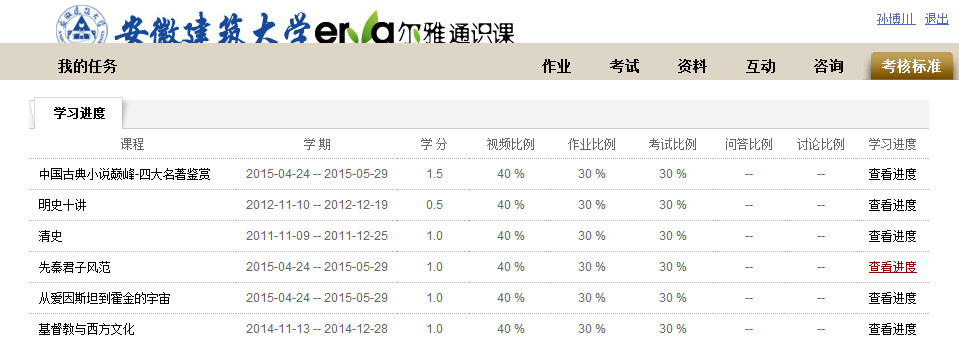 安徽建筑大学 erya尔雅通识课
孙博川 退出
我的任务 作业 考试 资料 互动 咨询 考核标准
学习进度
课程 学 期 学 分 视频比例 作业比例 考试比例 问答比例 讨论比例 学习进度
中国古典小说巅峰-四大名著鉴赏 2015-04-24 -- 2015-05-29 1.5 40 % 30 % 30 % -- -- 查看进度
明史十讲 2012-11-10 -- 2012-12-19 0.5 40 % 30 % 30 % -- -- 查看进度
清史 2011-11-09 -- 2011-12-25 1.0 40 % 30 % 30 % -- -- 查看进度
先秦君子风范 2015-04-24 -- 2015-05-29 1.0 40 % 30 % 30 % -- -- 查看进度
从爱因斯坦到霍金的宇宙 2015-04-24 -- 2015-05-29 1.0 40 % 30 % 30 % -- -- 查看进度
基督教与西方文化 2014-11-13 -- 2014-12-28 1.0 40 % 30 % 30 % -- -- 查看进度